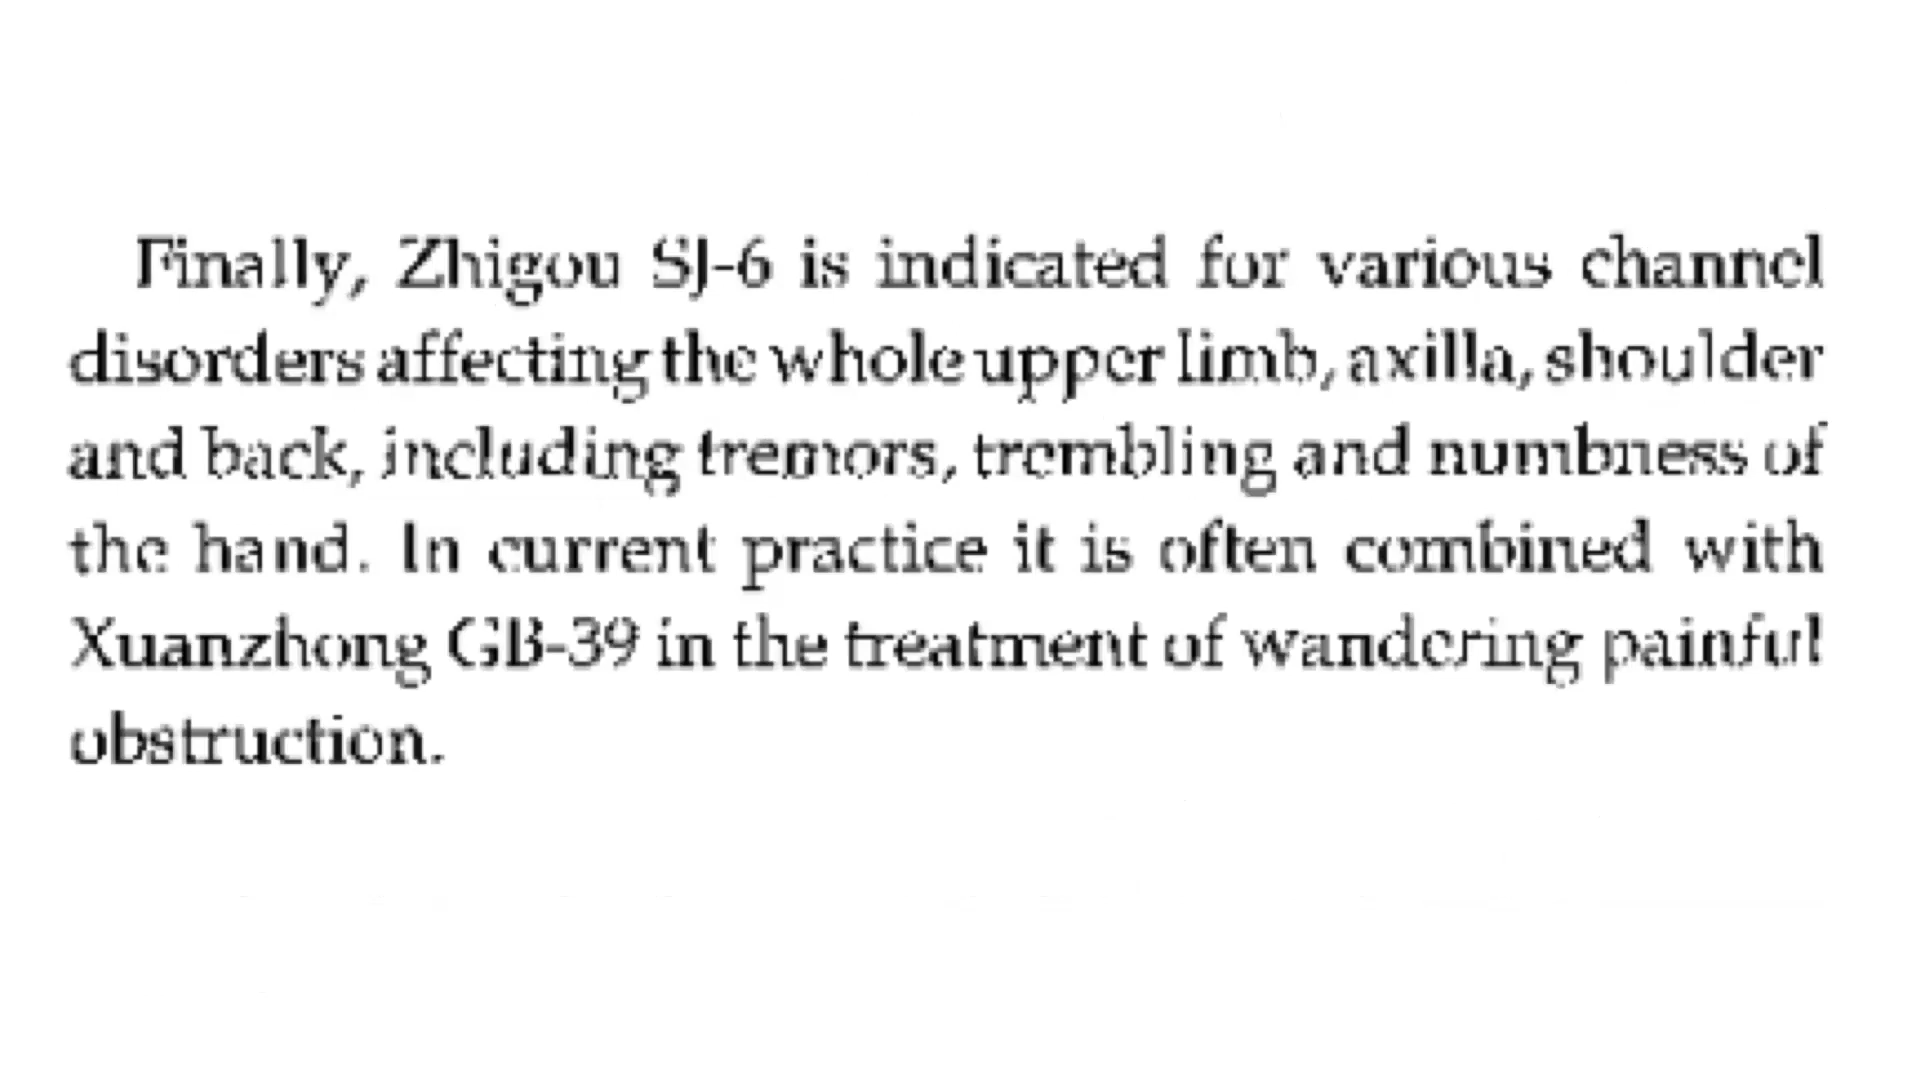 Finally, Zhigou SJ-6 is indicated for various channel
disorders affecting the whole upper limb, axilla, shoulder
and back, including tremors, trembling and numbness of
the hand. In current practice it is often combined with
Xuanzhong GB-39 in the treatment of wandering painful
obstruction.